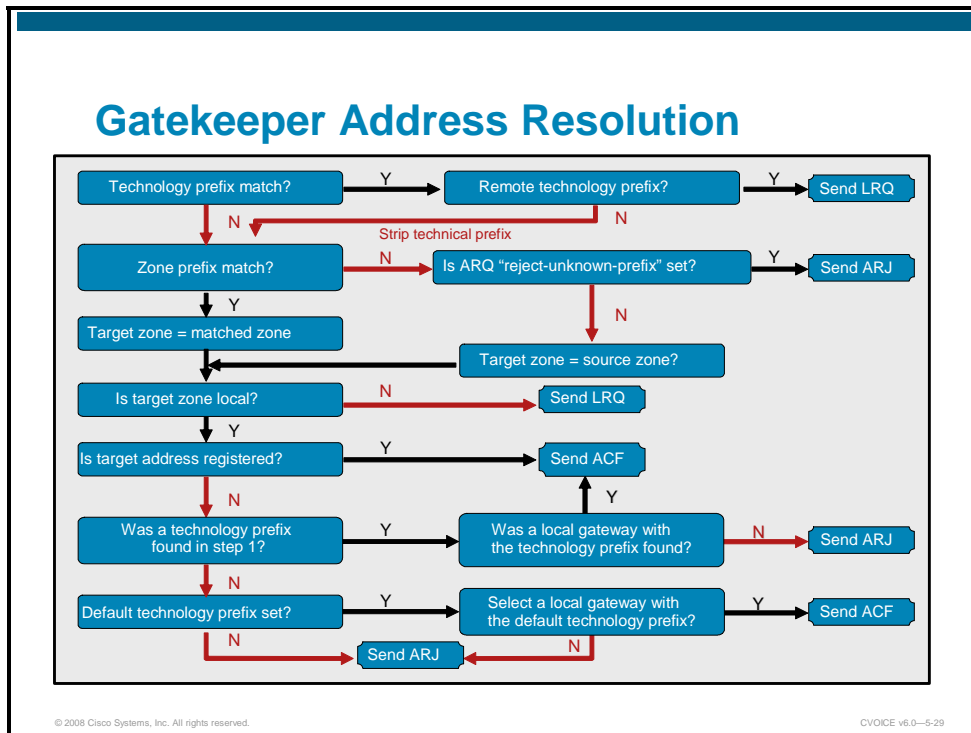 Gatekeeper Address Resolution
Technology prefix match?
Y
Remote technology prefix?
Y
Send LRQ
N
N
Strip technical prefix
Zone prefix match?
N
Is ARQ “reject-unknown-prefix” set?
Y
Send ARJ
Y
N
Target zone = matched zone
Target zone = source zone?
Is target zone local?
N
Send LRQ
Y
Is target address registered?
Y
Send ACF
N
Y
Was a technology prefix
found in step 1?
Y
Was a local gateway with
the technology prefix found?
N
Send ARJ
N
Default technology prefix set?
Y
Select a local gateway with
the default technology prefix?
Y
Send ACF
N
Send ARJ
N
© 2008 Cisco Systems, Inc. All rights reserved.
CVOICE v6.0—5-29